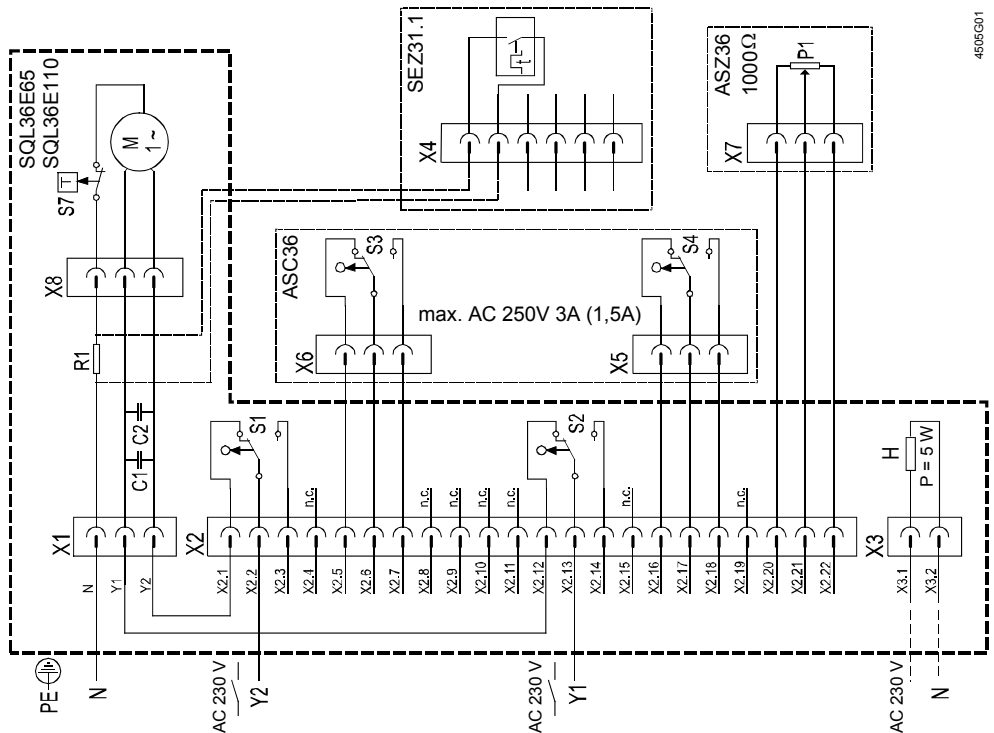 SQL36E65
SQL36E110
SEZ31.1
ASZ36
1000Ω
4505G01
M
1 ~
T
S7
t
P1
X4
X7
X8
R1
ASC36
S3
S4
max. AC 250V 3A (1,5A)
X6
X5
C1
C2
S1
S2
H
P = 5 W
n.c.
n.c.
n.c.
n.c.
n.c.
n.c.
n.c.
X1
X2
X3
N
Y1
Y2
X2.1
X2.2
X2.3
X2.4
X2.5
X2.6
X2.7
X2.8
X2.9
X2.10
X2.11
X2.12
X2.13
X2.14
X2.15
X2.16
X2.17
X2.18
X2.19
X2.20
X2.21
X2.22
X3.1
X3.2
PE
N
AC 230 V
Y2
AC 230 V
Y1
AC 230 V
N